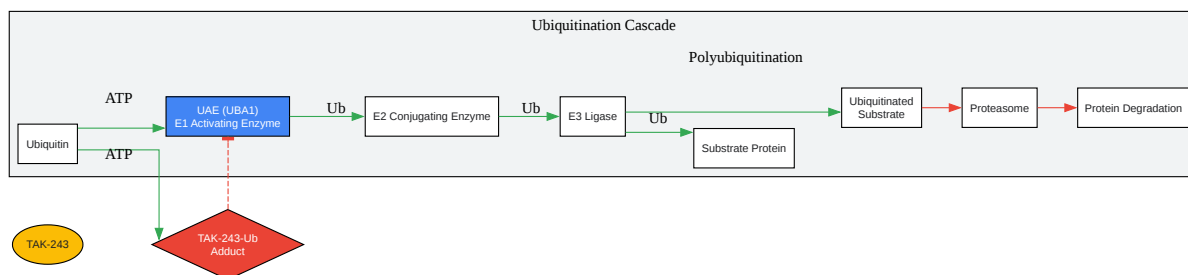 Ubiquitination Cascade
Polyubiquitination
ATP
UAE (UBA1)
E1 Activating Enzyme
Ub
E2 Conjugating Enzyme
Ub
E3 Ligase
Ub
Ubiquitinated
Substrate
Proteasome
Protein Degradation
Ubiquitin
ATP
Substrate Protein
TAK-243
TAK-243-Ub
Adduct